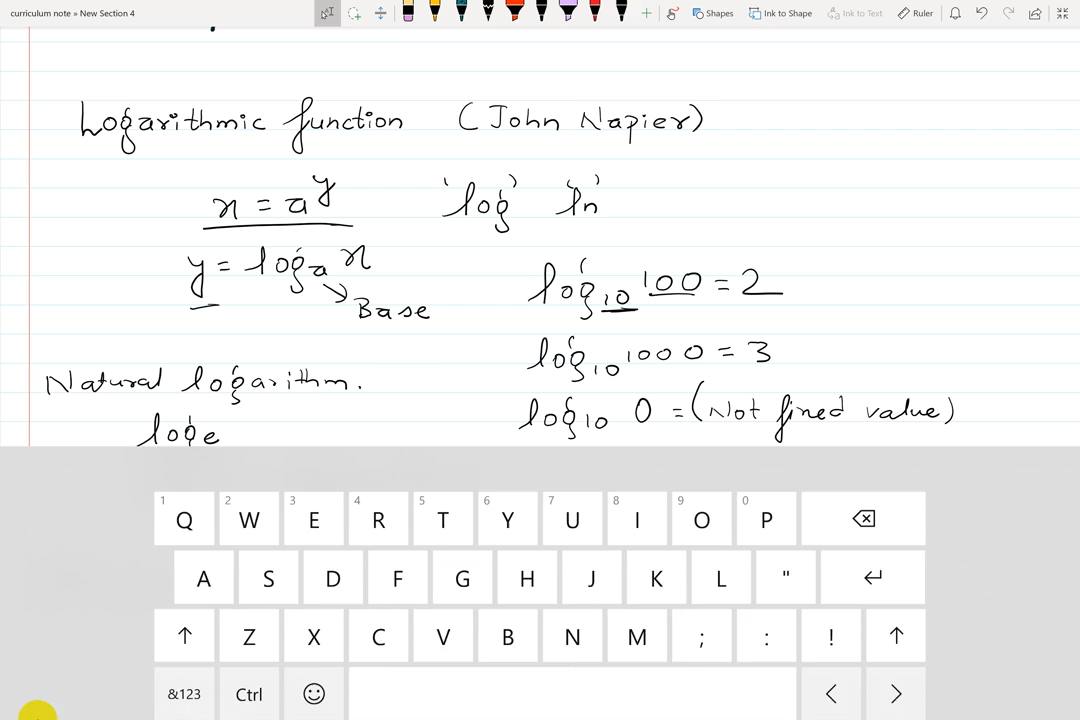 curriculum note » New Section 4
Shapes Ink to Shape Ink to Text Ruler
Logarithmic function (John Napier)
x = a^y 'log' 'ln'
y = log_a x
Base
log_10 100 = 2
log_10 1000 = 3
Natural logarithm.
log_10 0 = (Not fined value)
log e
1 2 3 4 5 6 7 8 9 0
Q W E R T Y U I O P
A S D F G H J K L "
Z X C V B N M ; : !
&123 Ctrl